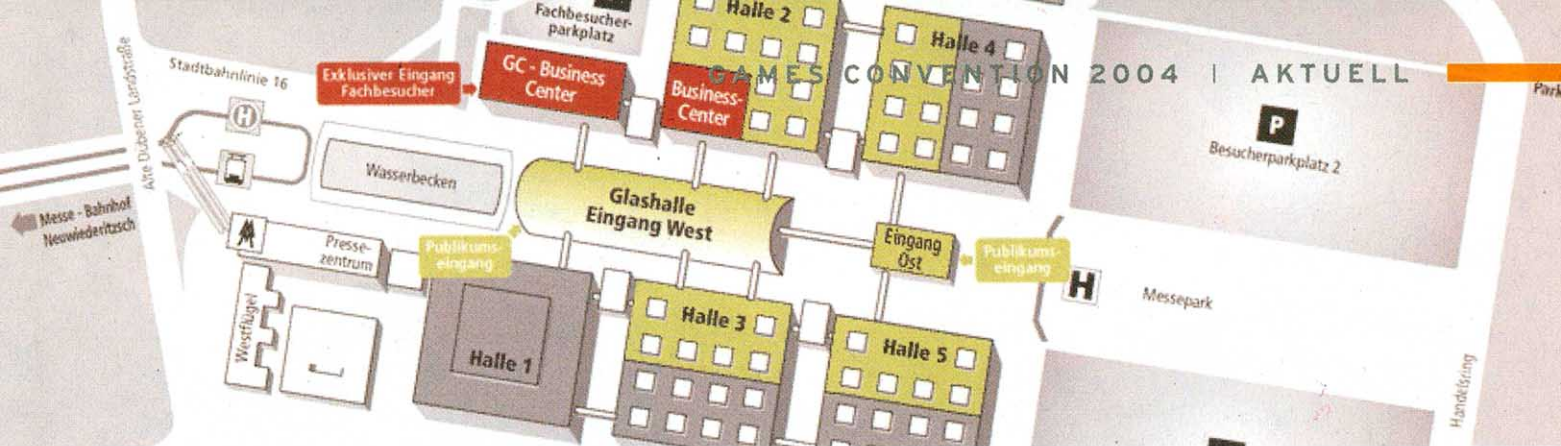 Fachbesucher-
parkplatz
Halle 2
Halle 4
GAMES CONVENTION 2004 | AKTUELL
Park
Stadtbahnlinie 16
Exklusiver Eingang
Fachbesucher
GC - Business
Center
Business-
Center
P
Besucherparkplatz 2
Alte Dübener Landstraße
H
Wasserbecken
Glashalle
Eingang West
Messe - Bahnhof
Neuwiederitzsch
Presse-
zentrum
Publikums-
eingang
Eingang
Ost
Publikums-
eingang
H
Messepark
Westflügel
Halle 1
Halle 3
Halle 5
Handelsring